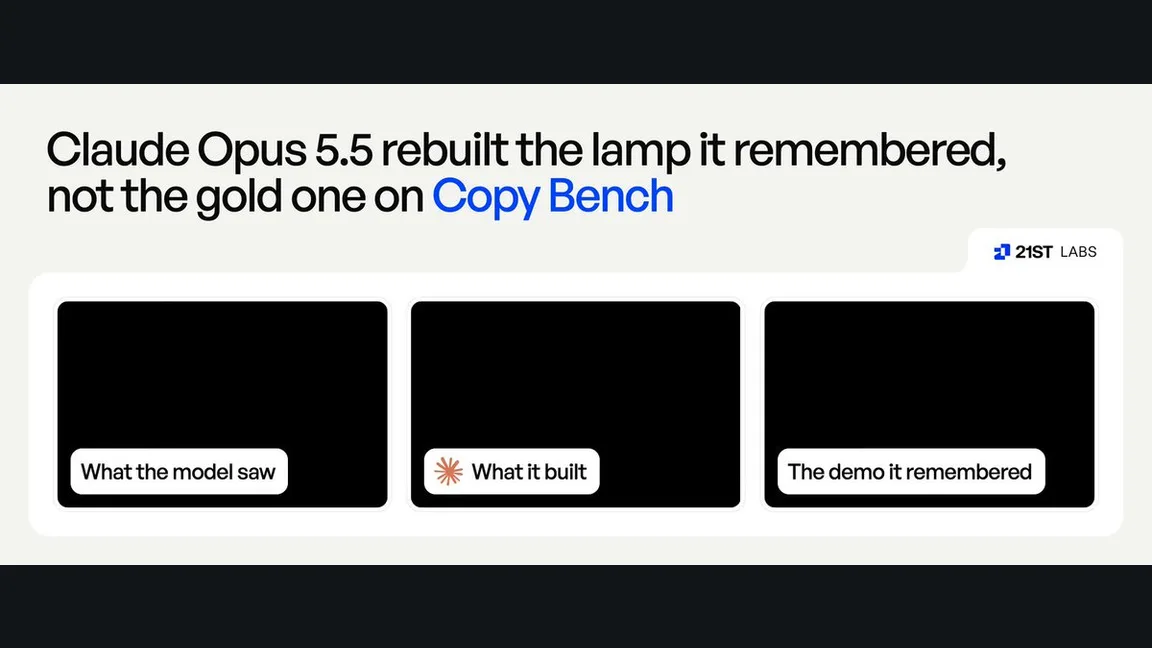 Claude Opus 5.5 rebuilt the lamp it remembered,
not the gold one on Copy Bench
21ST LABS
What the model saw
What it built
The demo it remembered